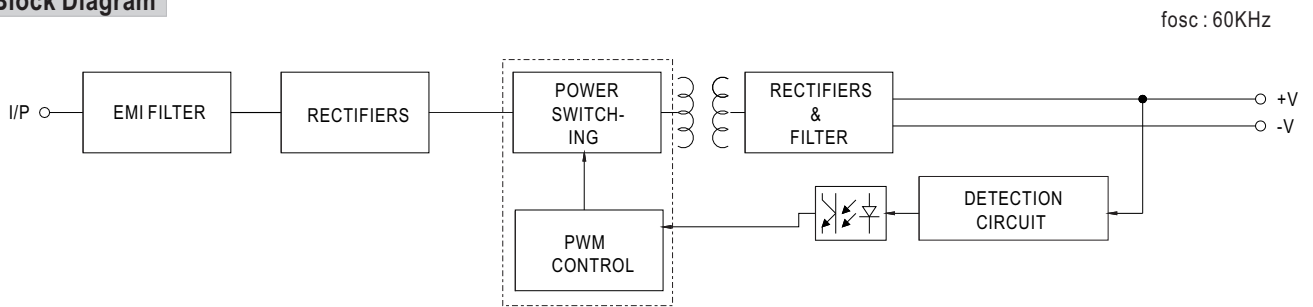 Block Diagram
fosc : 60KHz
I/P
EMI FILTER
RECTIFIERS
POWER
SWITCH-
ING
RECTIFIERS
&
FILTER
+V
-V
PWM
CONTROL
DETECTION
CIRCUIT